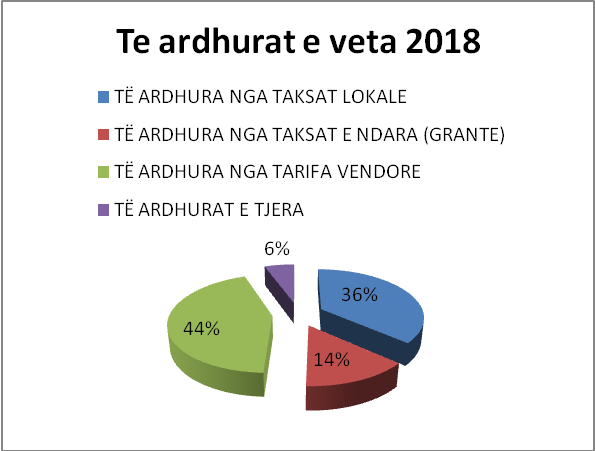 Te ardhurat e veta 2018
TË ARDHURA NGA TAKSAT LOKALE
TË ARDHURA NGA TAKSAT E NDARA (GRANTE)
TË ARDHURA NGA TARIFA VENDORE
TË ARDHURAT E TJERA
6%
36%
44%
14%